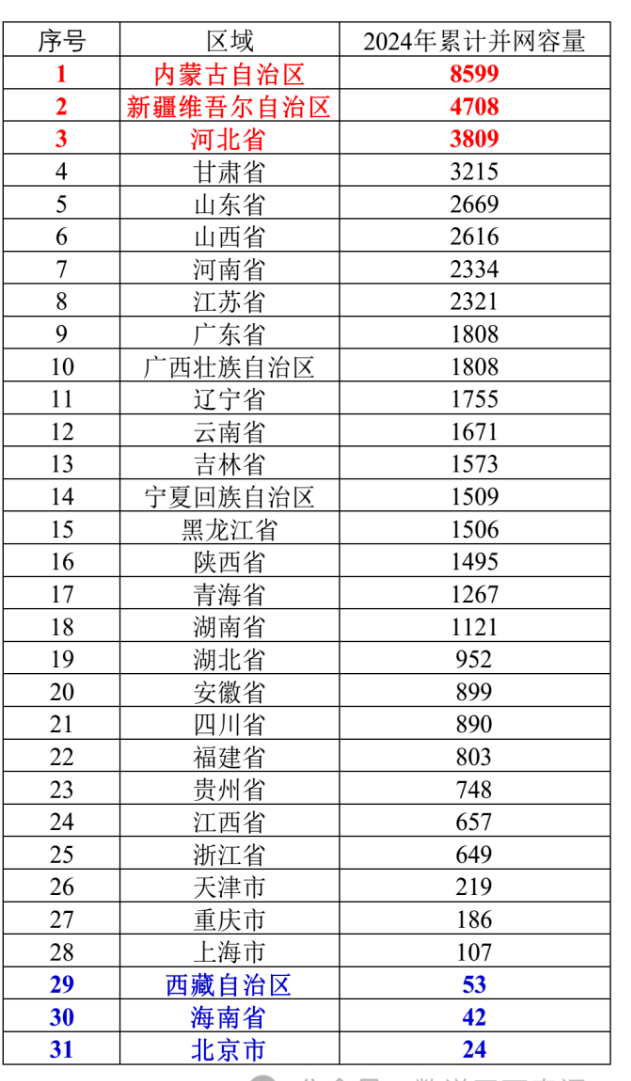 序号 区域 2024年累计并网容量
1 内蒙古自治区 8599
2 新疆维吾尔自治区 4708
3 河北省 3809
4 甘肃省 3215
5 山东省 2669
6 山西省 2616
7 河南省 2334
8 江苏省 2321
9 广东省 1808
10 广西壮族自治区 1808
11 辽宁省 1755
12 云南省 1671
13 吉林省 1573
14 宁夏回族自治区 1509
15 黑龙江省 1506
16 陕西省 1495
17 青海省 1267
18 湖南省 1121
19 湖北省 952
20 安徽省 899
21 四川省 890
22 福建省 803
23 贵州省 748
24 江西省 657
25 浙江省 649
26 天津市 219
27 重庆市 186
28 上海市 107
29 西藏自治区 53
30 海南省 42
31 北京市 24